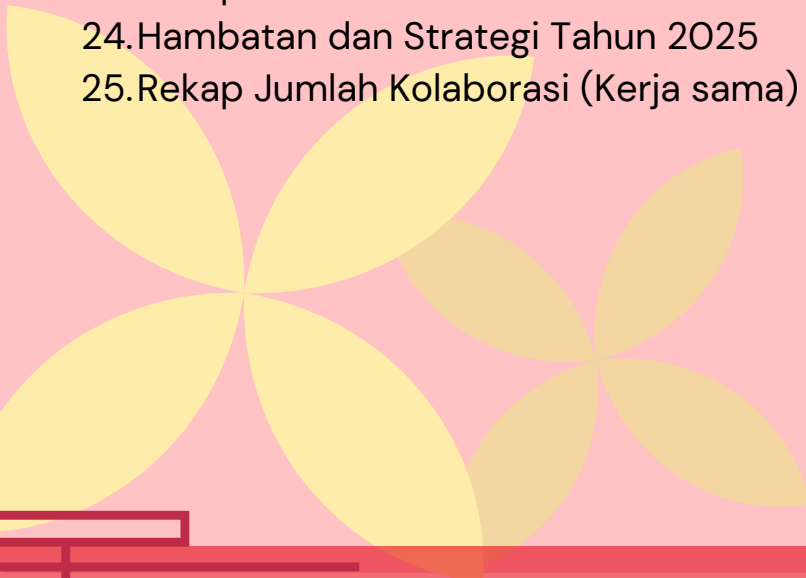 24.Hambatan dan Strategi Tahun 2025
25.Rekap Jumlah Kolaborasi (Kerja sama)